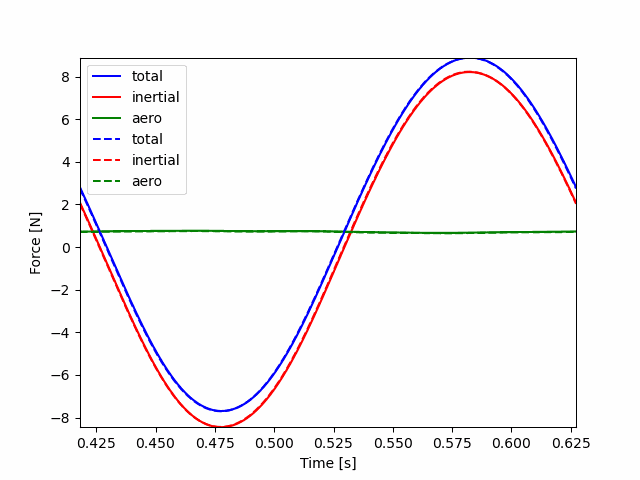 total
inertial
aero
total
inertial
aero
8
6
4
2
0
−2
−4
−6
−8
Force [N]
0.425 0.450 0.475 0.500 0.525 0.550 0.575 0.600 0.625
Time [s]